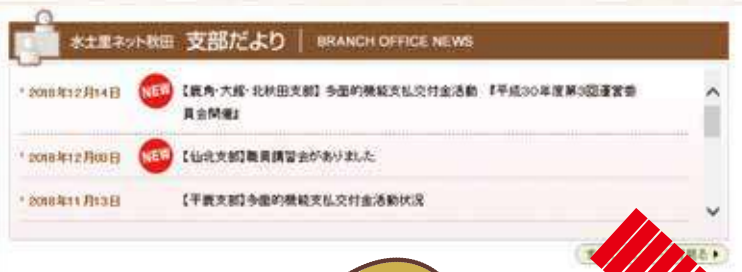 水土里ネット秋田 支部だより BRANCH OFFICE NEWS
2018年12月14日 NEW 【鹿角・大館・北秋田支部】多面的機能支払交付金活動 『平成30年度第3回運営委
員会開催』
2018年12月03日 NEW 【仙北支部】職員講習会がありました
2018年11月13日 【平鹿支部】多面的機能支払交付金活動状況